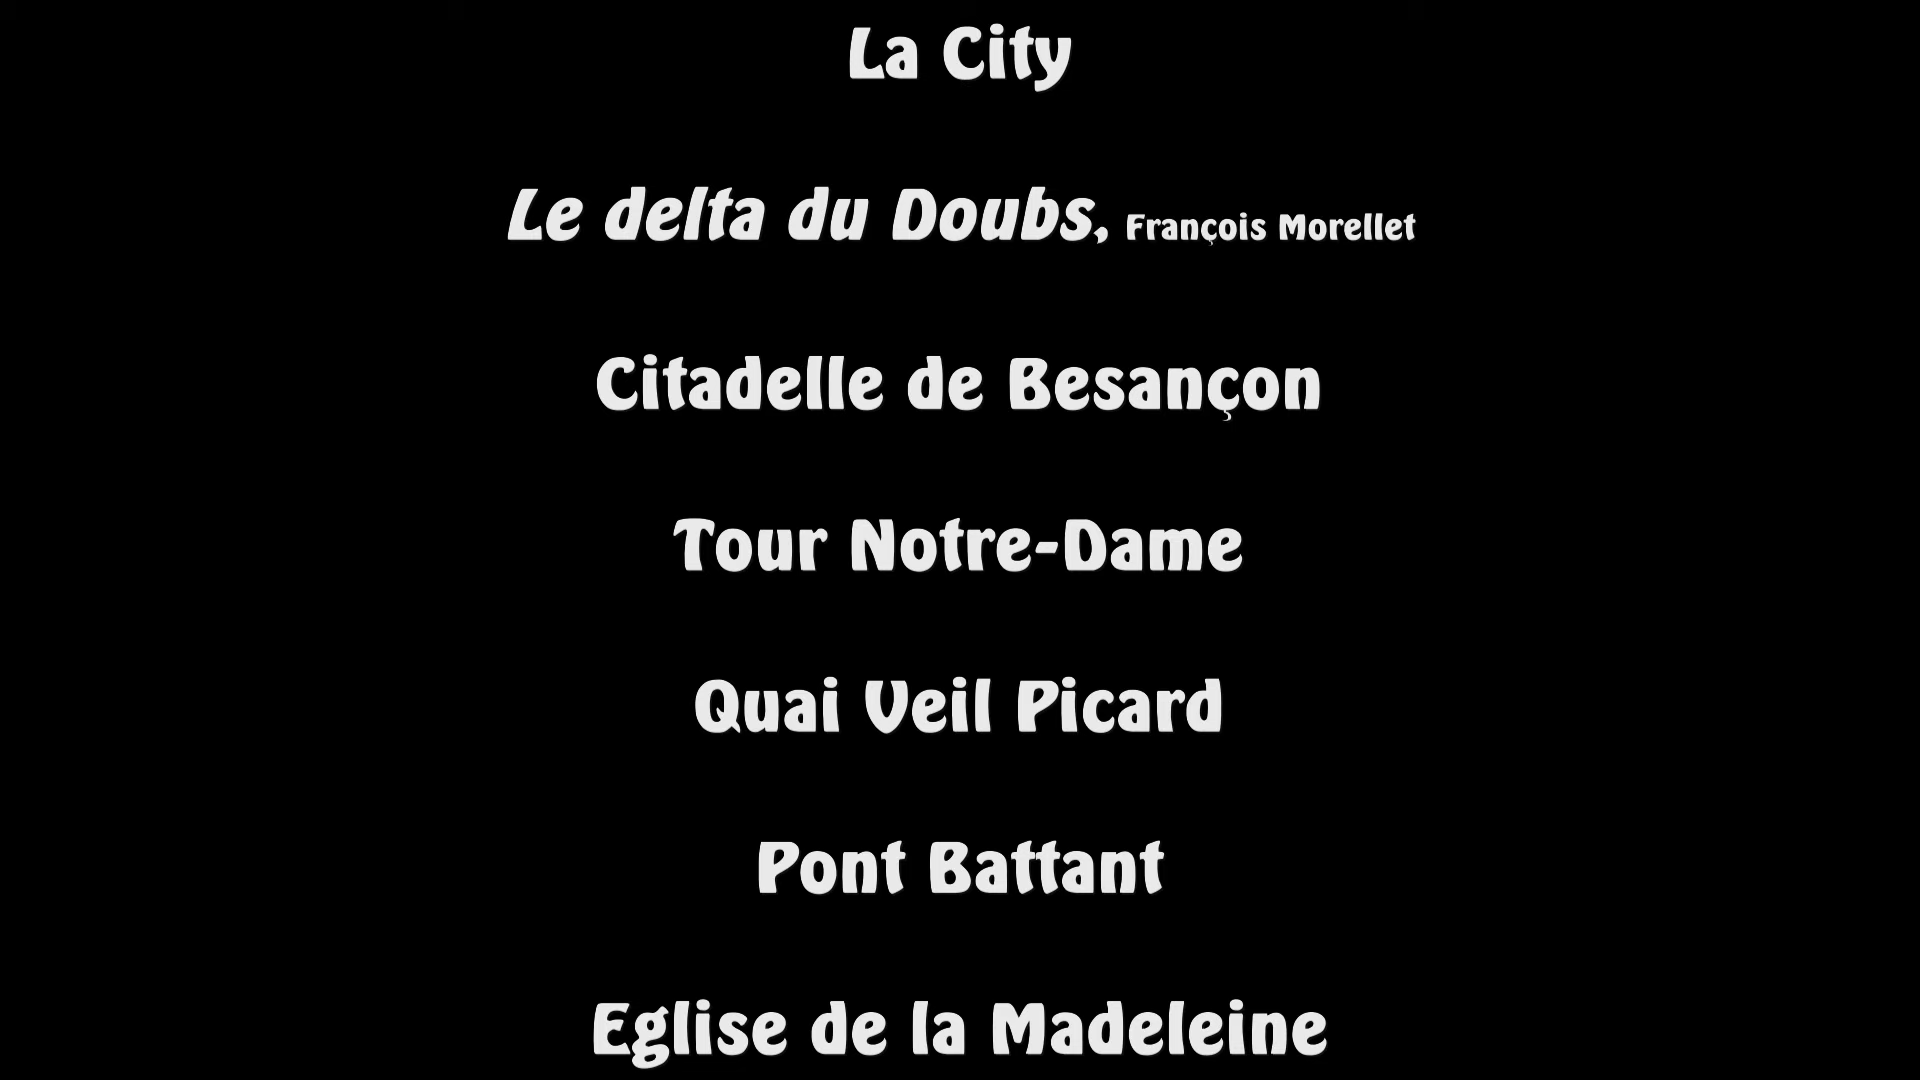 La City
Le delta du Doubs, François Morellet
Citadelle de Besançon
Tour Notre-Dame
Quai Veil Picard
Pont Battant
Eglise de la Madeleine